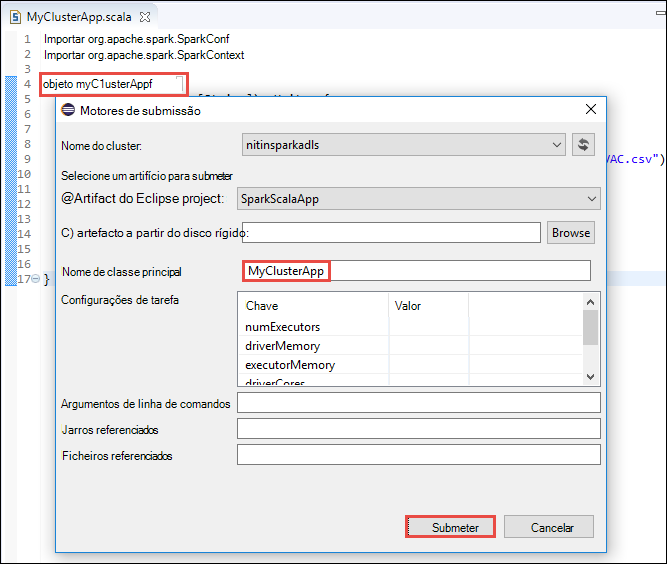 MyClusterApp.scala
1 Importar org.apache.spark.SparkConf
2 Importar org.apache.spark.SparkContext
3
4 objeto myC1usterAppf
5
6
7
8
9 VAC.csv")
10
11
12
13
14
15
16
17 }
Motores de submissão
Nome do cluster: nitinsparkadls
Selecione um artifício para submeter
@Artifact do Eclipse project: SparkScalaApp
C) artefacto a partir do disco rígido: Browse
Nome de classe principal MyClusterApp
Configurações de tarefa Chave Valor
numExecutors
driverMemory
executorMemory
driverCores
Argumentos de linha de comandos
Jarros referenciados
Ficheiros referenciados
Submeter Cancelar